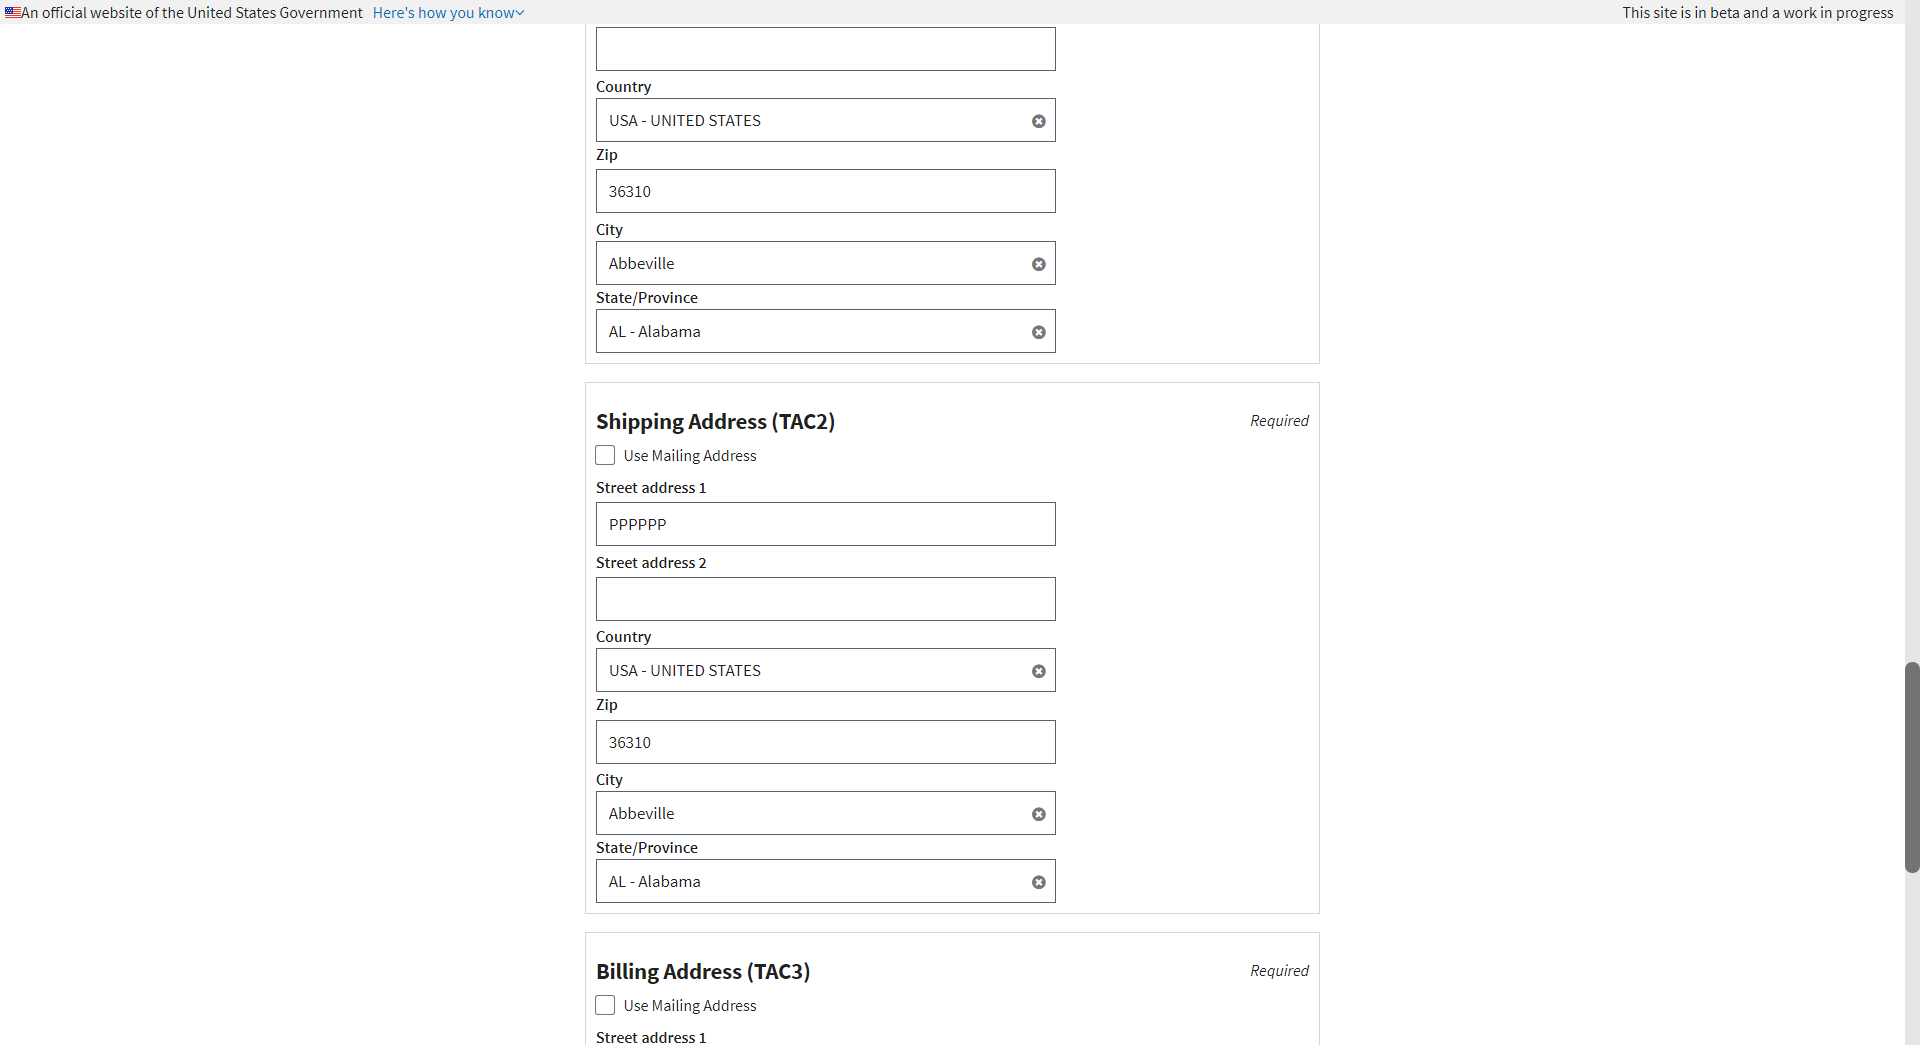 An official website of the United States Government Here's how you know
This site is in beta and a work in progress
Country
USA - UNITED STATES
Zip
36310
City
Abbeville
State/Province
AL - Alabama
Shipping Address (TAC2)
Required
Use Mailing Address
Street address 1
PPPPPP
Street address 2
Country
USA - UNITED STATES
Zip
36310
City
Abbeville
State/Province
AL - Alabama
Billing Address (TAC3)
Required
Use Mailing Address
Street address 1